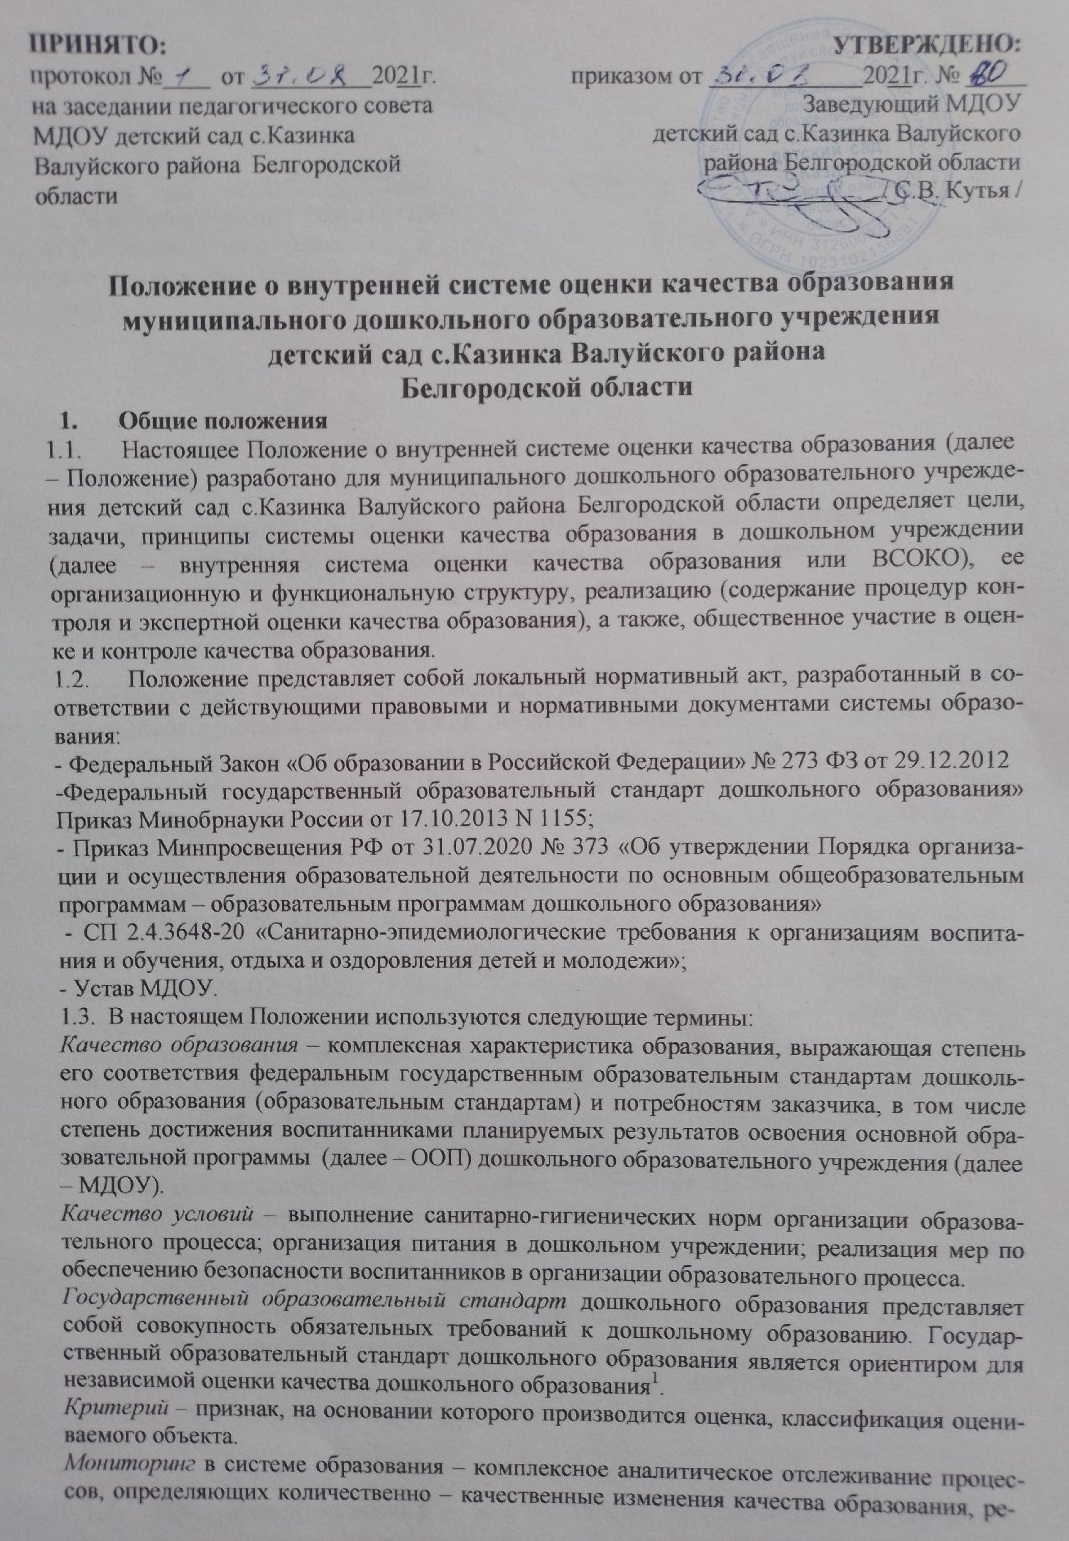 ПРИНЯТО:
протокол № 1 от 31.08 2021г.
на заседании педагогического совета
МДОУ детский сад с.Казинка
Валуйского района Белгородской
области
УТВЕРЖДЕНО:
приказом от 31.08 2021г. № 80
Заведующий МДОУ
детский сад с.Казинка Валуйского
района Белгородской области
/ С.В. Кутья /
Положение о внутренней системе оценки качества образования
муниципального дошкольного образовательного учреждения
детский сад с.Казинка Валуйского района
Белгородской области
1. Общие положения
1.1. Настоящее Положение о внутренней системе оценки качества образования (далее
– Положение) разработано для муниципального дошкольного образовательного учрежде-
ния детский сад с.Казинка Валуйского района Белгородской области определяет цели,
задачи, принципы системы оценки качества образования в дошкольном учреждении
(далее – внутренняя система оценки качества образования или ВСОКО), ее
организационную и функциональную структуру, реализацию (содержание процедур кон-
троля и экспертной оценки качества образования), а также, общественное участие в оцен-
ке и контроле качества образования.
1.2. Положение представляет собой локальный нормативный акт, разработанный в со-
ответствии с действующими правовыми и нормативными документами системы образо-
вания:
- Федеральный Закон «Об образовании в Российской Федерации» № 273 ФЗ от 29.12.2012
-Федеральный государственный образовательный стандарт дошкольного образования»
Приказ Минобрнауки России от 17.10.2013 N 1155;
- Приказ Минпросвещения РФ от 31.07.2020 № 373 «Об утверждении Порядка организа-
ции и осуществления образовательной деятельности по основным общеобразовательным
программам – образовательным программам дошкольного образования»
- СП 2.4.3648-20 «Санитарно-эпидемиологические требования к организациям воспита-
ния и обучения, отдыха и оздоровления детей и молодежи»;
- Устав МДОУ.
1.3. В настоящем Положении используются следующие термины:
Качество образования – комплексная характеристика образования, выражающая степень
его соответствия федеральным государственным образовательным стандартам дошколь-
ного образования (образовательным стандартам) и потребностям заказчика, в том числе
степень достижения воспитанниками планируемых результатов освоения основной обра-
зовательной программы (далее – ООП) дошкольного образовательного учреждения (далее
– МДОУ).
Качество условий – выполнение санитарно-гигиенических норм организации образова-
тельного процесса; организация питания в дошкольном учреждении; реализация мер по
обеспечению безопасности воспитанников в организации образовательного процесса.
Государственный образовательный стандарт дошкольного образования представляет
собой совокупность обязательных требований к дошкольному образованию. Государ-
ственный образовательный стандарт дошкольного образования является ориентиром для
независимой оценки качества дошкольного образования¹.
Критерий – признак, на основании которого производится оценка, классификация оцени-
ваемого объекта.
Мониторинг в системе образования – комплексное аналитическое отслеживание процес-
сов, определяющих количественно – качественные изменения качества образования, ре-